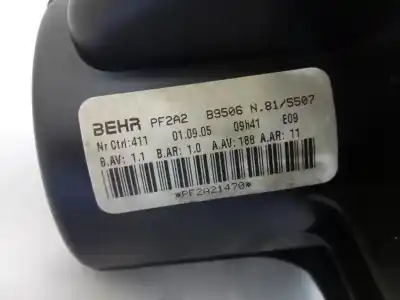 BEHR PF2A2 B9506 N.81/5507
Nr Ctrl:411 01.09.05 09h41 E09
B.AV: 1.1 B.AR: 1.0 A.AV: 188 A.AR: 11
*PF2A21470*